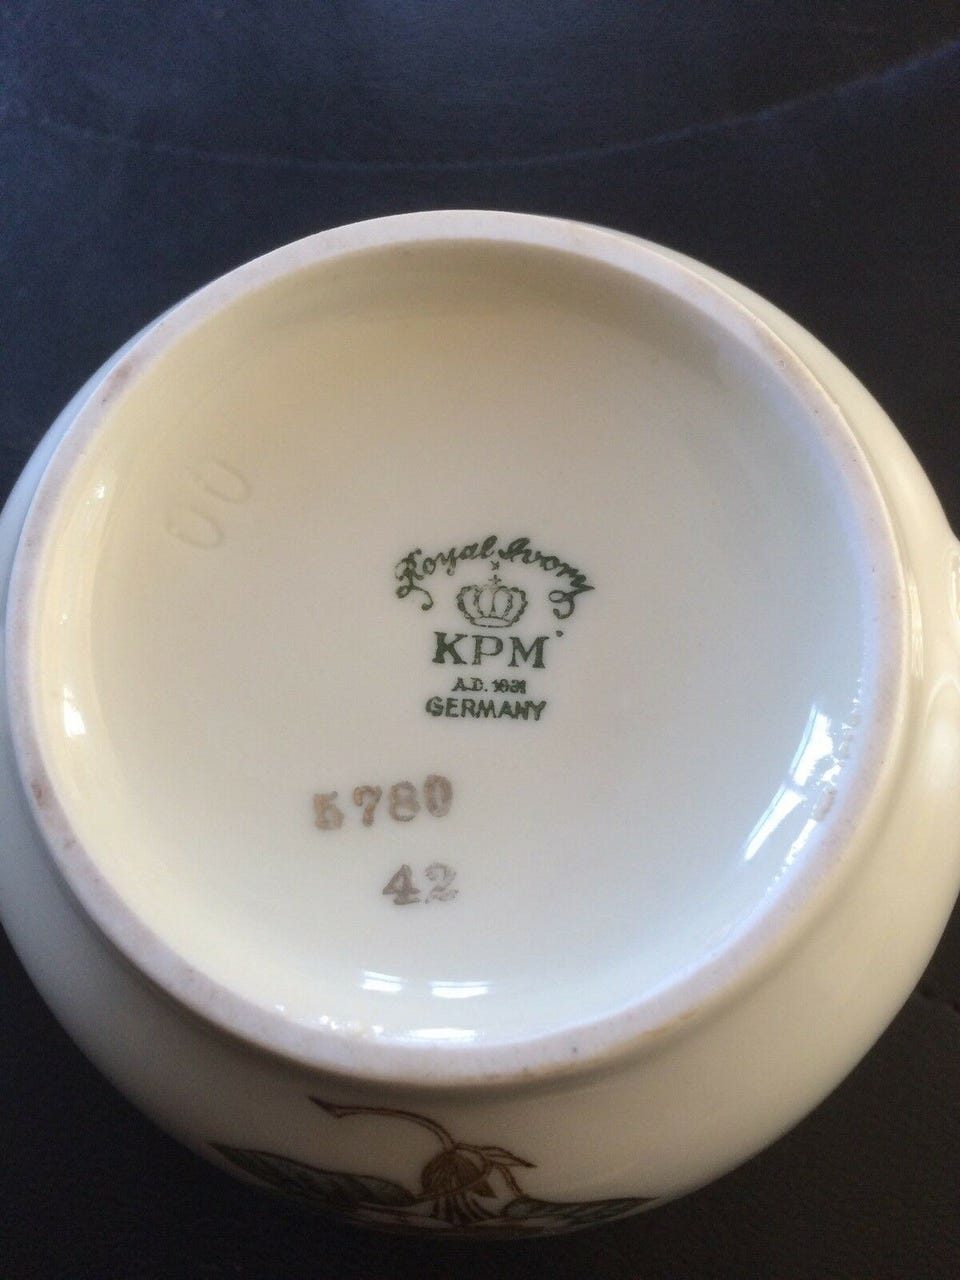 Royal Ivory
KPM
A.D. 1831
GERMANY
5780
42